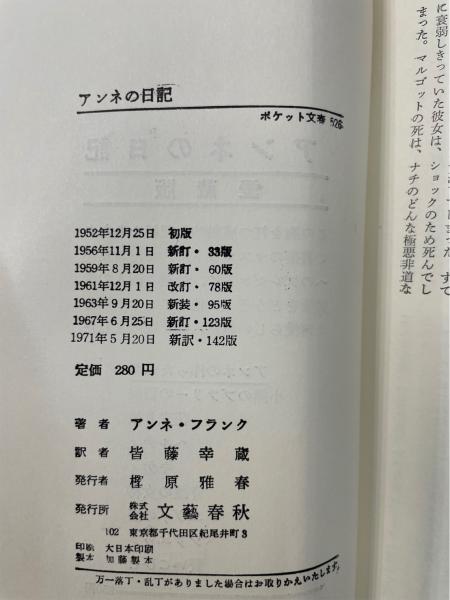 アンネの日記
ポケット文春 526
1952年12月25日 初版
1956年11月1日 新訂・ 33版
1959年8月20日 新訂・ 60版
1961年12月1日 改訂・ 78版
1963年9月20日 新装・ 95版
1967年6月25日 新訂・123版
1971年5月20日 新訳・142版
定価 280円
著者 アンネ・フランク
訳者 皆藤幸蔵
発行者 樫原雅春
発行所 株式会社 文藝春秋
102 東京都千代田区紀尾井町3
印刷 大日本印刷
製本 加藤製本
万一落丁・乱丁がありました場合はお取りかえいたします。
に衰弱しきっていた彼女は、ショックのため死んでし
まった。マルゴットの死は、ナチのどんな極悪非道な